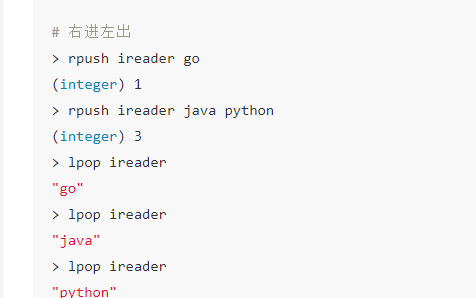 # 右进左出
> rpush ireader go
(integer) 1
> rpush ireader java python
(integer) 3
> lpop ireader
"go"
> lpop ireader
"java"
> lpop ireader
"python"